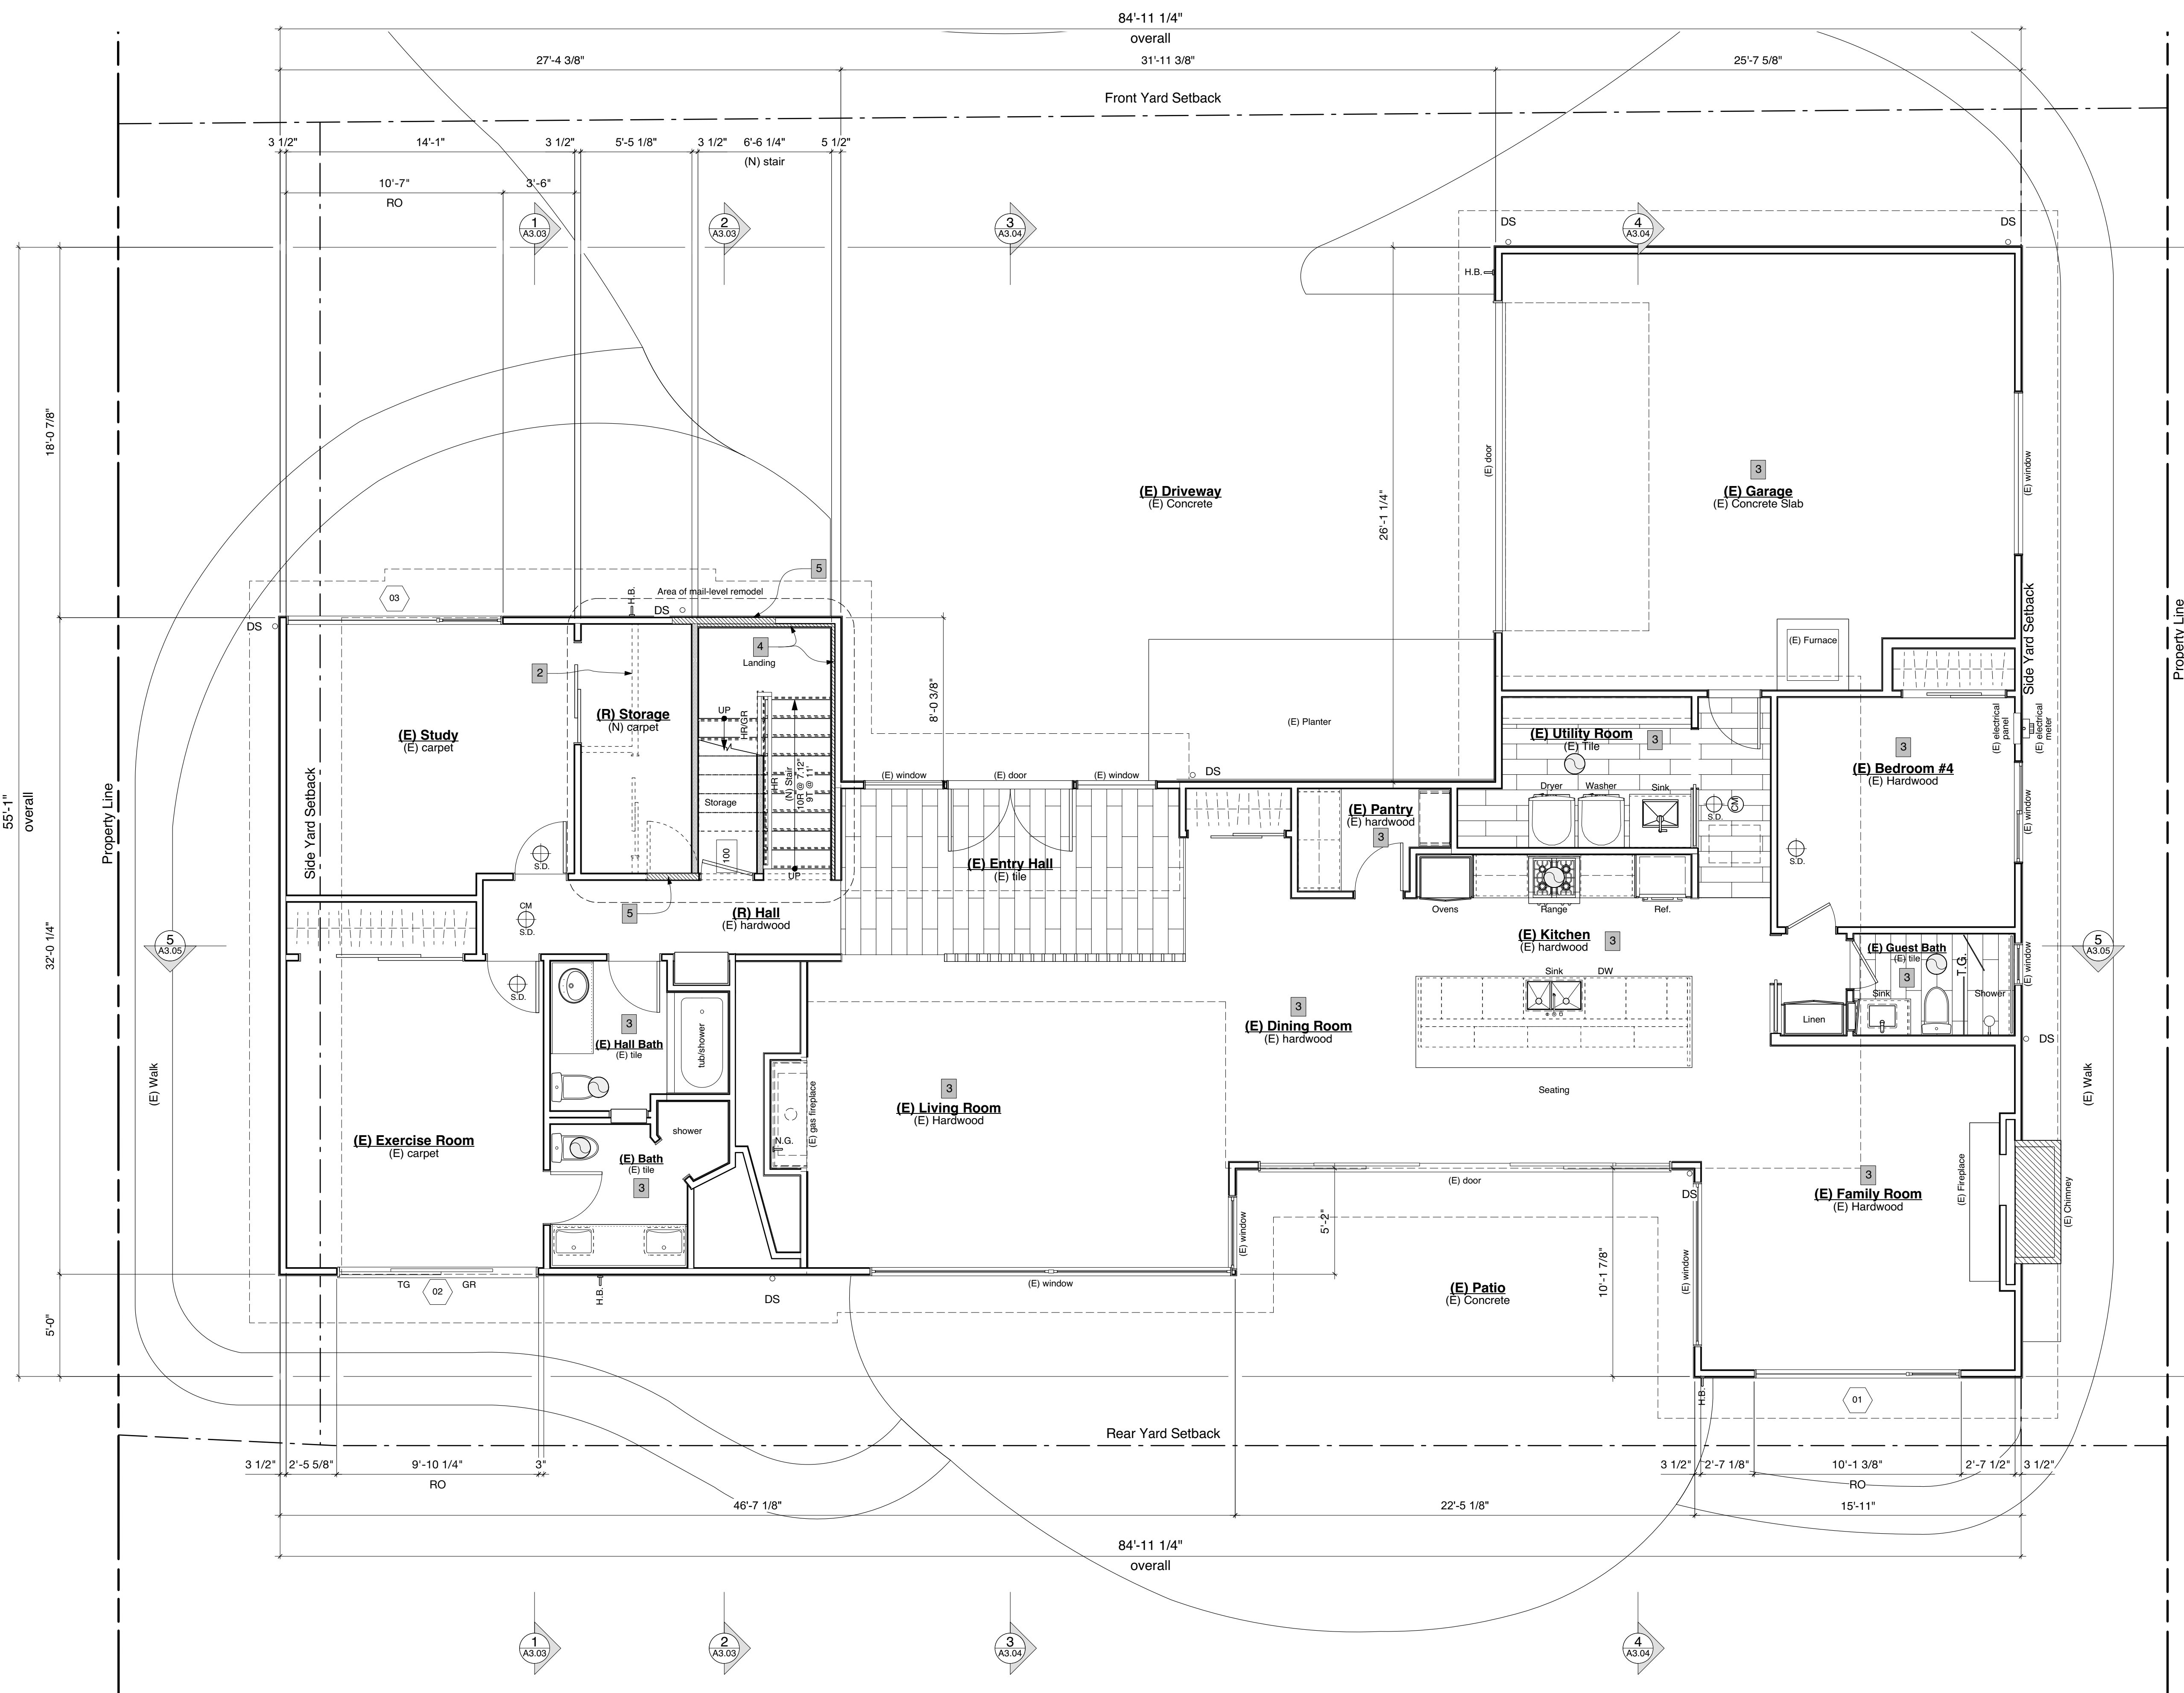 84'-11 1/4"
overall
27'-4 3/8"
31'-11 3/8"
25'-7 5/8"
Front Yard Setback
3 1/2"
14'-1"
3 1/2"
5'-5 1/8"
3 1/2"
6'-6 1/4"
5 1/2"
(N) stair
10'-7"
3'-6"
RO
1
A3.03
2
A3.03
3
A3.04
4
A3.04
DS
DS
H.B.
18'-0 7/8"
55'-1"
overall
32'-0 1/4"
5'-0"
Property Line
Side Yard Setback
(E) Driveway
(E) Concrete
26'-1 1/4"
(E) door
3
(E) Garage
(E) Concrete Slab
(E) window
Side Yard Setback
Property Line
(E) Furnace
03
5
Area of mail-level remodel
H.B.
DS
DS
4
Landing
2
(R) Storage
(N) carpet
(E) Study
(E) carpet
UP
HR/GR
HR
(N) Stair
10R @ 7.12"
9T @ 11'
Storage
100
UP
8'-0 3/8"
(E) Planter
(E) window
(E) door
(E) window
DS
(E) Utility Room
3
(E) Tile
Dryer
Washer
Sink
S.D.
CM
3
(E) Bedroom #4
(E) Hardwood
(E) electrical
panel
(E) electrical
meter
(E) window
S.D.
(E) Pantry
(E) hardwood
3
(E) Entry Hall
(E) tile
S.D.
CM
S.D.
5
(R) Hall
(E) hardwood
Ovens
Range
Ref.
(E) Kitchen
(E) hardwood
3
Sink
DW
(E) Guest Bath
(E) tile
3
T.G.
Sink
Shower
Linen
(E) window
5
A3.05
5
A3.05
S.D.
3
(E) Hall Bath
(E) tile
tub/shower
3
(E) Dining Room
(E) hardwood
DS
(E) Walk
(E) Walk
Seating
3
(E) Living Room
(E) Hardwood
(E) gas fireplace
N.G.
shower
(E) Exercise Room
(E) carpet
(E) Bath
(E) tile
3
(E) door
DS
3
(E) Family Room
(E) Hardwood
(E) Fireplace
(E) Chimney
5'-2"
(E) window
10'-1 7/8"
(E) window
(E) Patio
(E) Concrete
(E) window
TG
02
GR
H.B.
DS
H.B.
01
Rear Yard Setback
3 1/2"
2'-5 5/8"
9'-10 1/4"
3"
RO
3 1/2"
2'-7 1/8"
10'-1 3/8"
2'-7 1/2"
3 1/2"
RO
46'-7 1/8"
22'-5 1/8"
15'-11"
84'-11 1/4"
overall
1
A3.03
2
A3.03
3
A3.04
4
A3.04